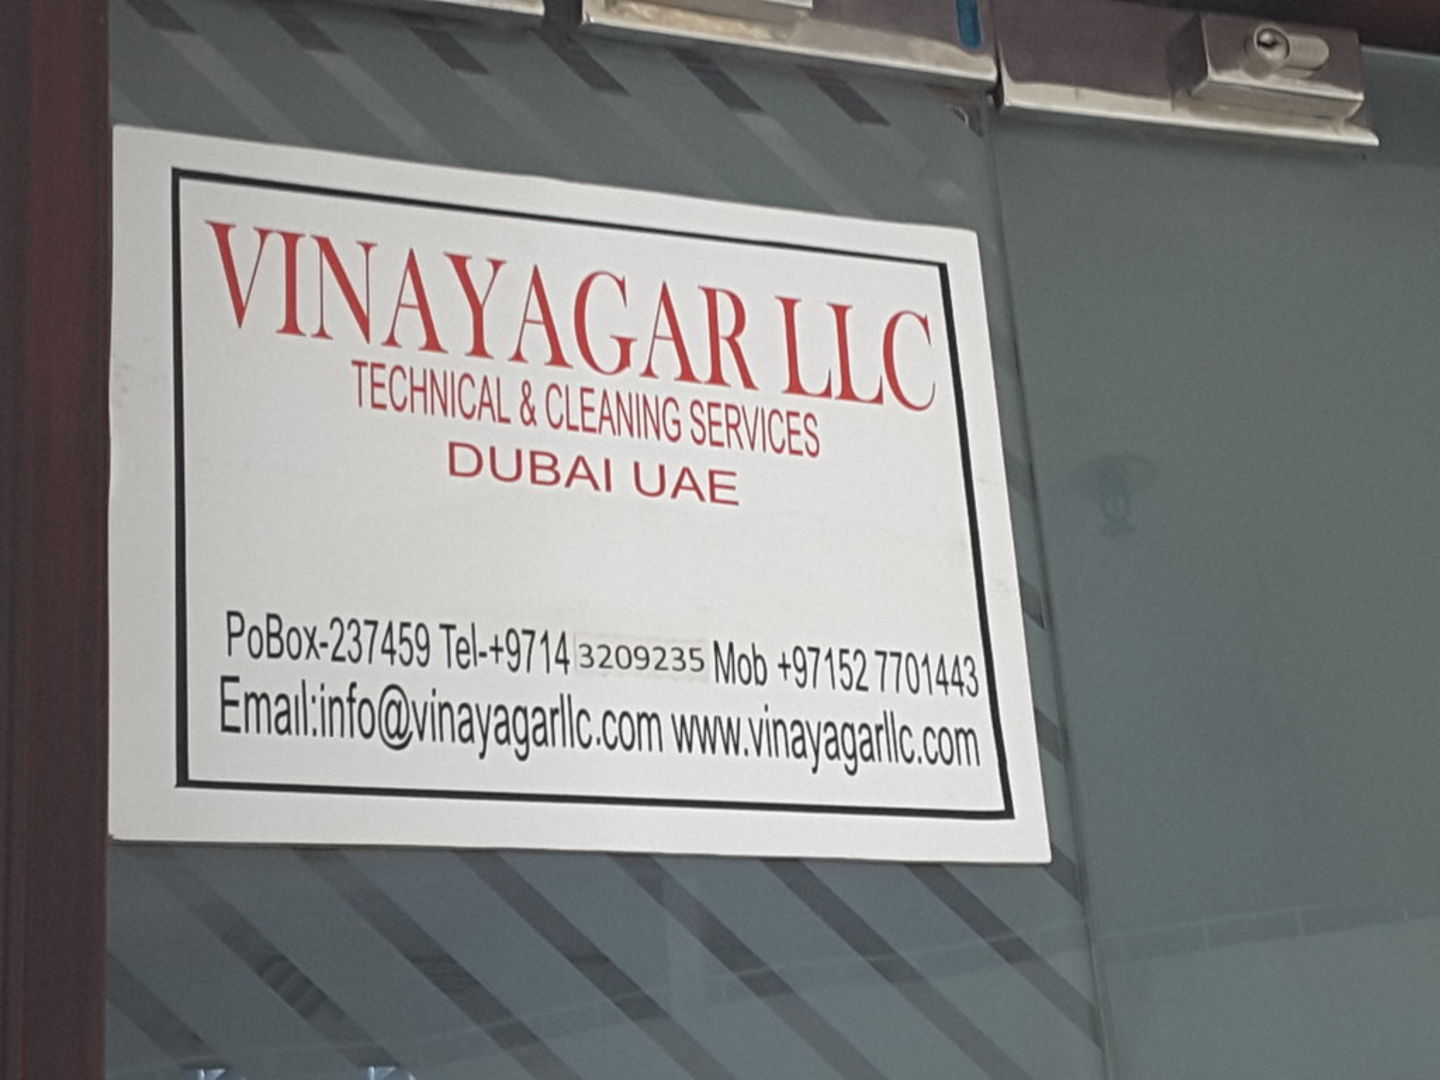 VINAYAGAR LLC
TECHNICAL & CLEANING SERVICES
DUBAI UAE
PoBox-237459 Tel-+9714 3209235 Mob +97152 7701443
Email:info@vinayagarllc.com www.vinayagarllc.com